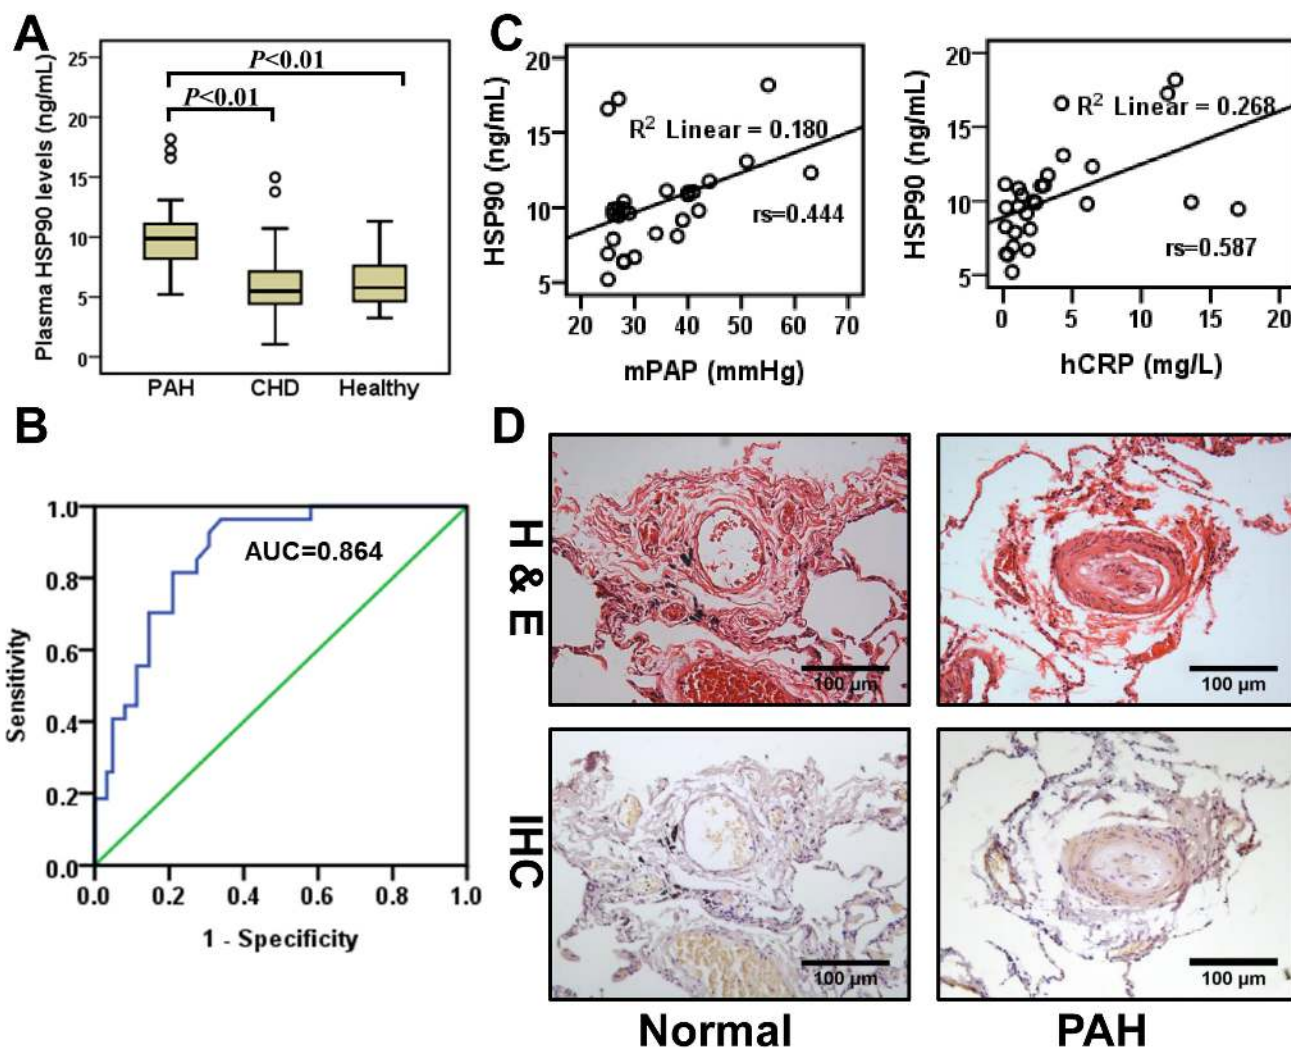 A
Plasma HSP90 levels (ng/mL)
25
20
15
10
5
0
P<0.01
P<0.01
PAH
CHD
Healthy
C
HSP90 (ng/mL)
20
15
10
5
R² Linear = 0.180
rs=0.444
20
30
40
50
60
70
mPAP (mmHg)
HSP90 (ng/mL)
20
15
10
5
R² Linear = 0.268
rs=0.587
0
5
10
15
20
hCRP (mg/L)
B
Sensitivity
1.0
0.8
0.6
0.4
0.2
0.0
AUC=0.864
0.0
0.2
0.4
0.6
0.8
1.0
1 - Specificity
D
H & E
100 µm
100 µm
IHC
100 µm
100 µm
Normal
PAH